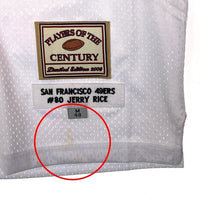 PLAYERS OF THE
CENTURY
Limited Edition 2000
SAN FRANCISCO 49ERS
#80 JERRY RICE
M